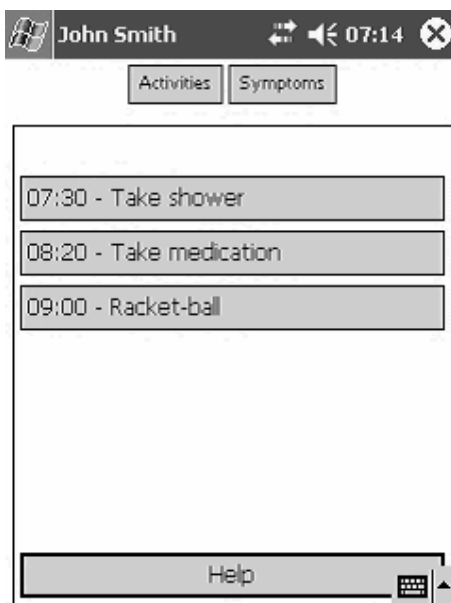 John Smith 07:14
Activities Symptoms
07:30 - Take shower
08:20 - Take medication
09:00 - Racket-ball
Help